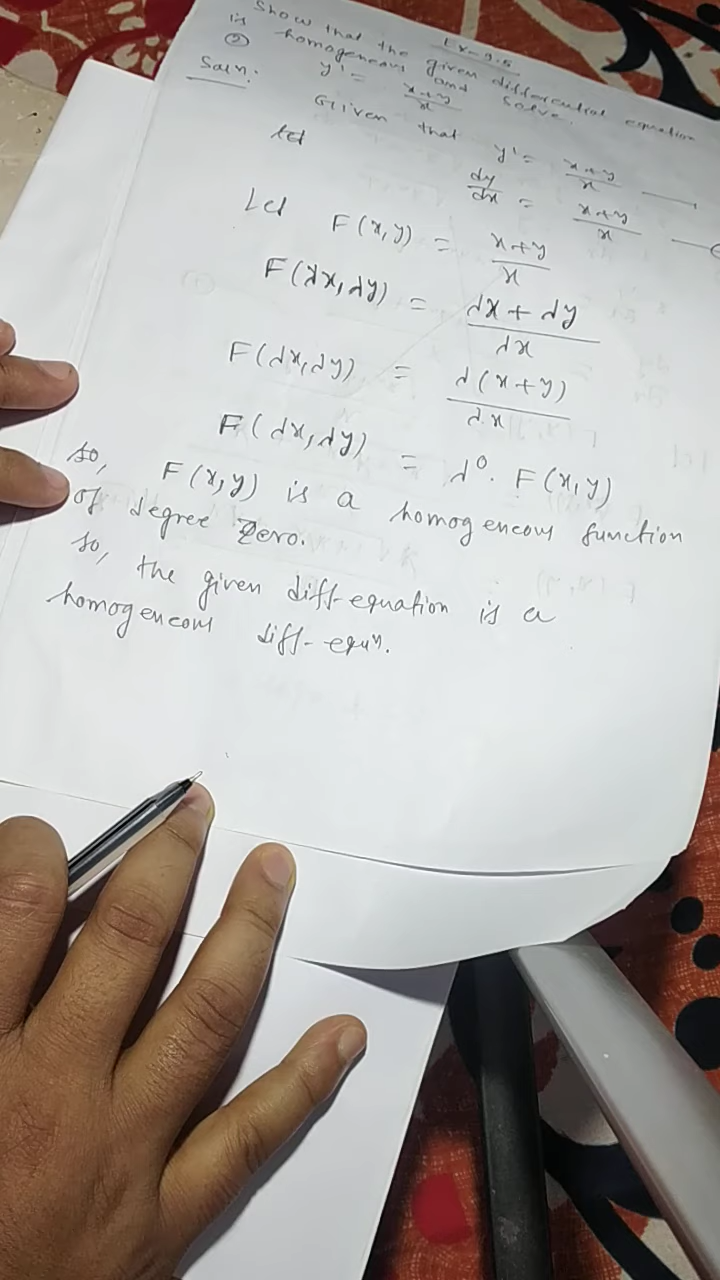 Ex-9.5
Show that the given differential equation
is homogeneous and solve.
② y' = x+y/x
Soln: Given that y' = x+y/x
let dy/dx = x+y/x
Let F(x,y) = x+y/x
F(λx,λy) = λx+λy/λx
F(λx,λy) = λ(x+y)/λ.x
F(λx,λy) = λ⁰. F(x,y)
so, F(x,y) is a homogeneous function
of degree zero.
so, the given diff-equation is a
homogeneous diff-equn.